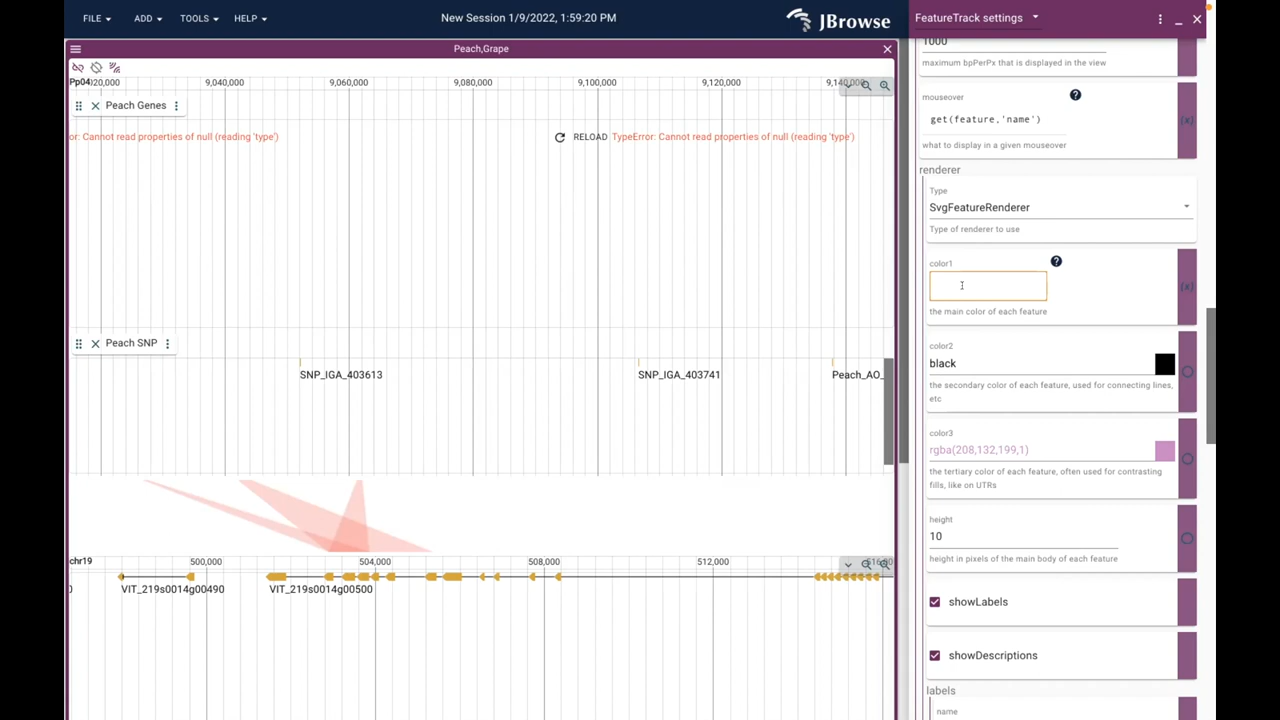 FILE ADD TOOLS HELP New Session 1/9/2022, 1:59:20 PM JBrowse FeatureTrack settings
Peach,Grape
1000
maximum bpPerPx that is displayed in the view
Pp04 9,040,000 9,060,000 9,080,000 9,100,000 9,120,000 9,140,000
Peach Genes
mouseover
get(feature,'name')
or: Cannot read properties of null (reading 'type') RELOAD TypeError: Cannot read properties of null (reading 'type')
what to display in a given mouseover
renderer
Type
SvgFeatureRenderer
Type of renderer to use
color1
the main color of each feature
Peach SNP
SNP_IGA_403613 SNP_IGA_403741 Peach_AO_
color2
black
the secondary color of each feature, used for connecting lines,
etc
color3
rgba(208,132,199,1)
the tertiary color of each feature, often used for contrasting
fills, like on UTRs
height
10
height in pixels of the main body of each feature
chr19 500,000 504,000 508,000 512,000
0 VIT_219s0014g00490 VIT_219s0014g00500
showLabels
showDescriptions
labels
name